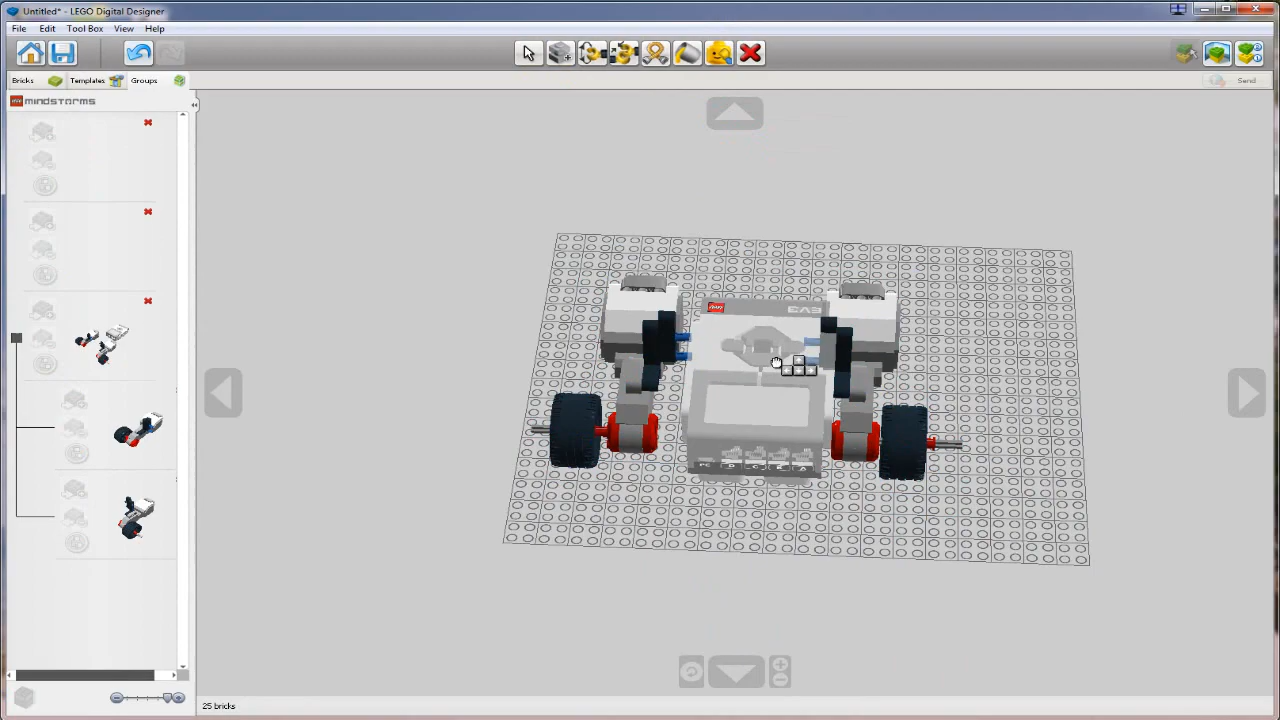 Untitled* - LEGO Digital Designer
File Edit Tool Box View Help
Bricks Templates Groups
Send
mindstorms
EV3
25 bricks